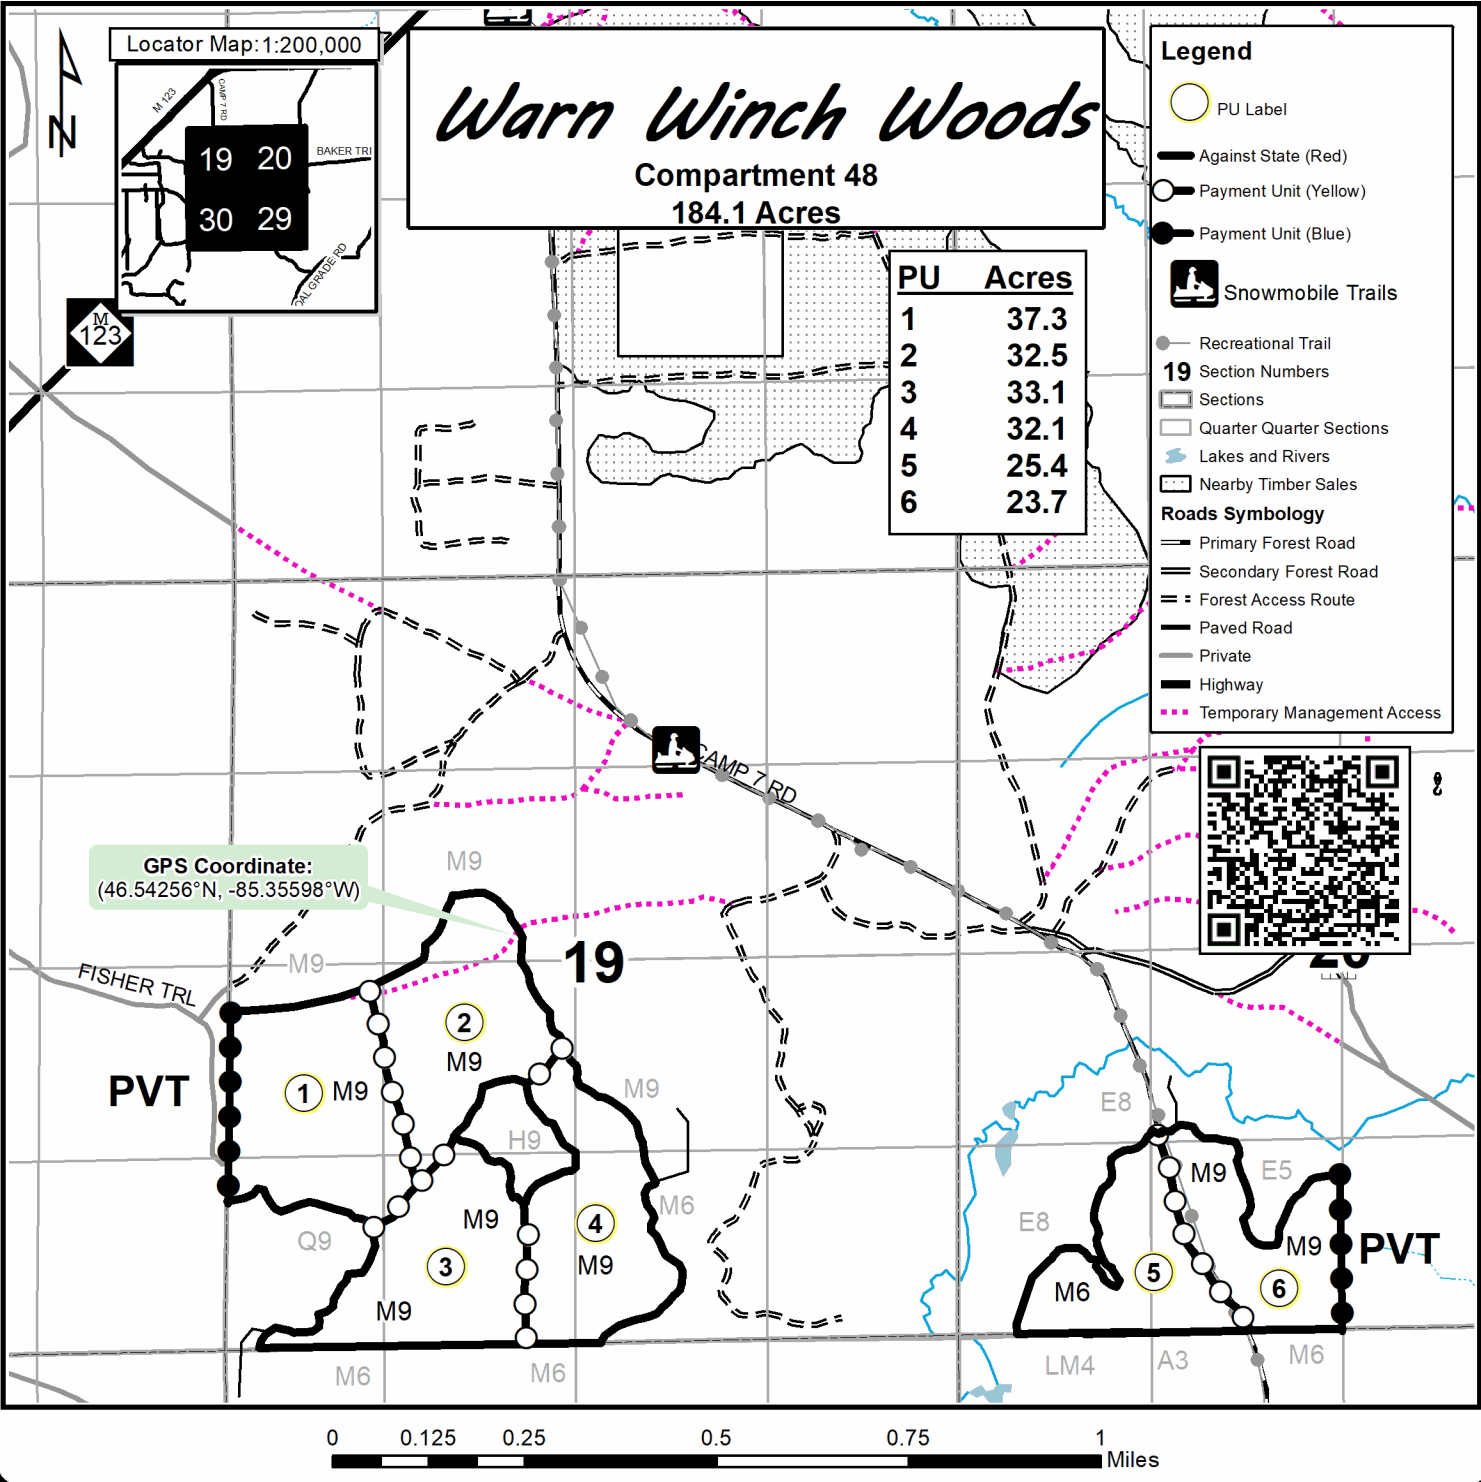 Locator Map:1:200,000
M 123
CAMP 7 RD
19 20
BAKER TRI
30 29
OAL GRADE RD
N
M
123
Warn Winch Woods
Compartment 48
184.1 Acres
PU Acres
1 37.3
2 32.5
3 33.1
4 32.1
5 25.4
6 23.7
Legend
PU Label
Against State (Red)
Payment Unit (Yellow)
Payment Unit (Blue)
Snowmobile Trails
Recreational Trail
19 Section Numbers
Sections
Quarter Quarter Sections
Lakes and Rivers
Nearby Timber Sales
Roads Symbology
Primary Forest Road
Secondary Forest Road
Forest Access Route
Paved Road
Private
Highway
Temporary Management Access
CAMP 7 RD
GPS Coordinate:
(46.54256°N, -85.35598°W)
M9
M9
19
FISHER TRL
PVT
1 M9
2
M9
H9
M9
M6
Q9
M9
3
M9
4
M9
M6
M6
E8
M9
E5
E8
M9
PVT
5
6
M6
LM4
A3
M6
0 0.125 0.25 0.5 0.75 1
Miles